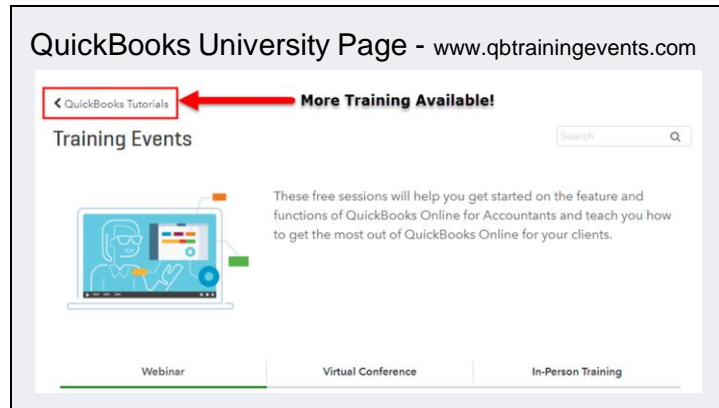 QuickBooks University Page - www.qbtrainingevents.com
QuickBooks Tutorials
More Training Available!
Training Events
Search
These free sessions will help you get started on the feature and
functions of QuickBooks Online for Accountants and teach you how
to get the most out of QuickBooks Online for your clients.
Webinar
Virtual Conference
In-Person Training